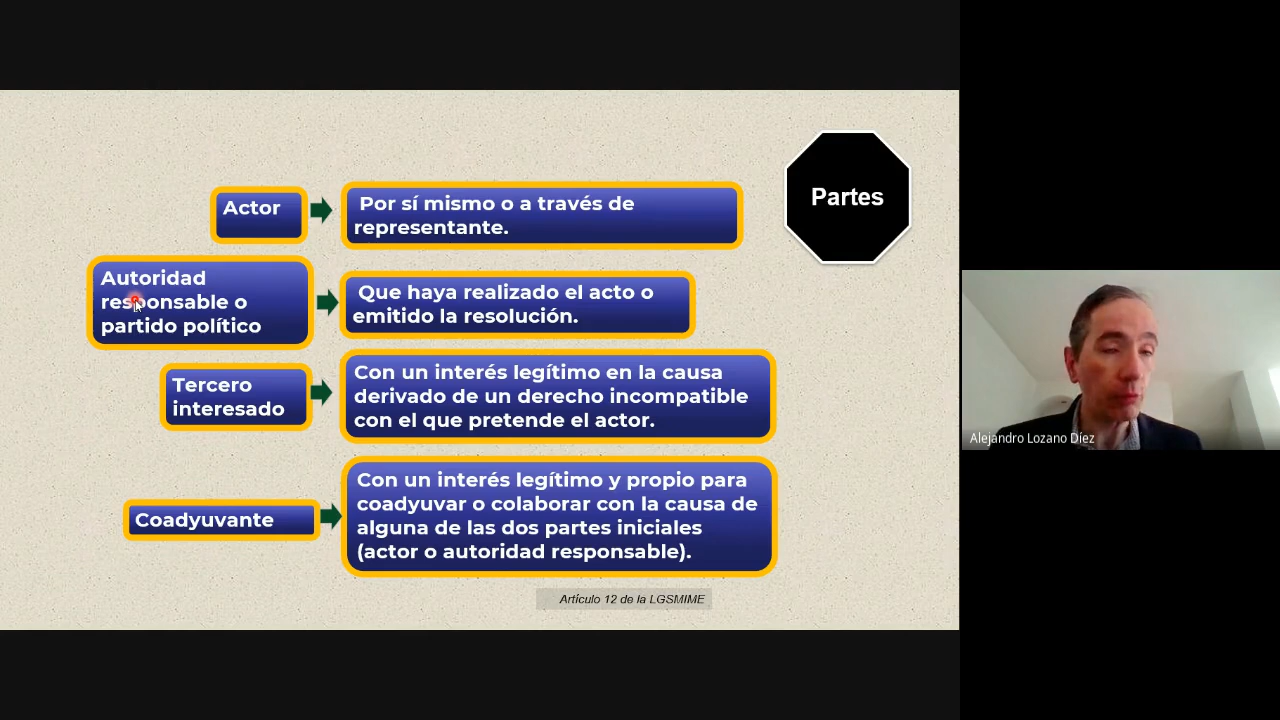 Partes
Actor
Por sí mismo o a través de
representante.
Autoridad
responsable o
partido político
Que haya realizado el acto o
emitido la resolución.
Tercero
interesado
Con un interés legítimo en la causa
derivado de un derecho incompatible
con el que pretende el actor.
Coadyuvante
Con un interés legítimo y propio para
coadyuvar o colaborar con la causa de
alguna de las dos partes iniciales
(actor o autoridad responsable).
Artículo 12 de la LGSMIME
Alejandro Lozano Díez